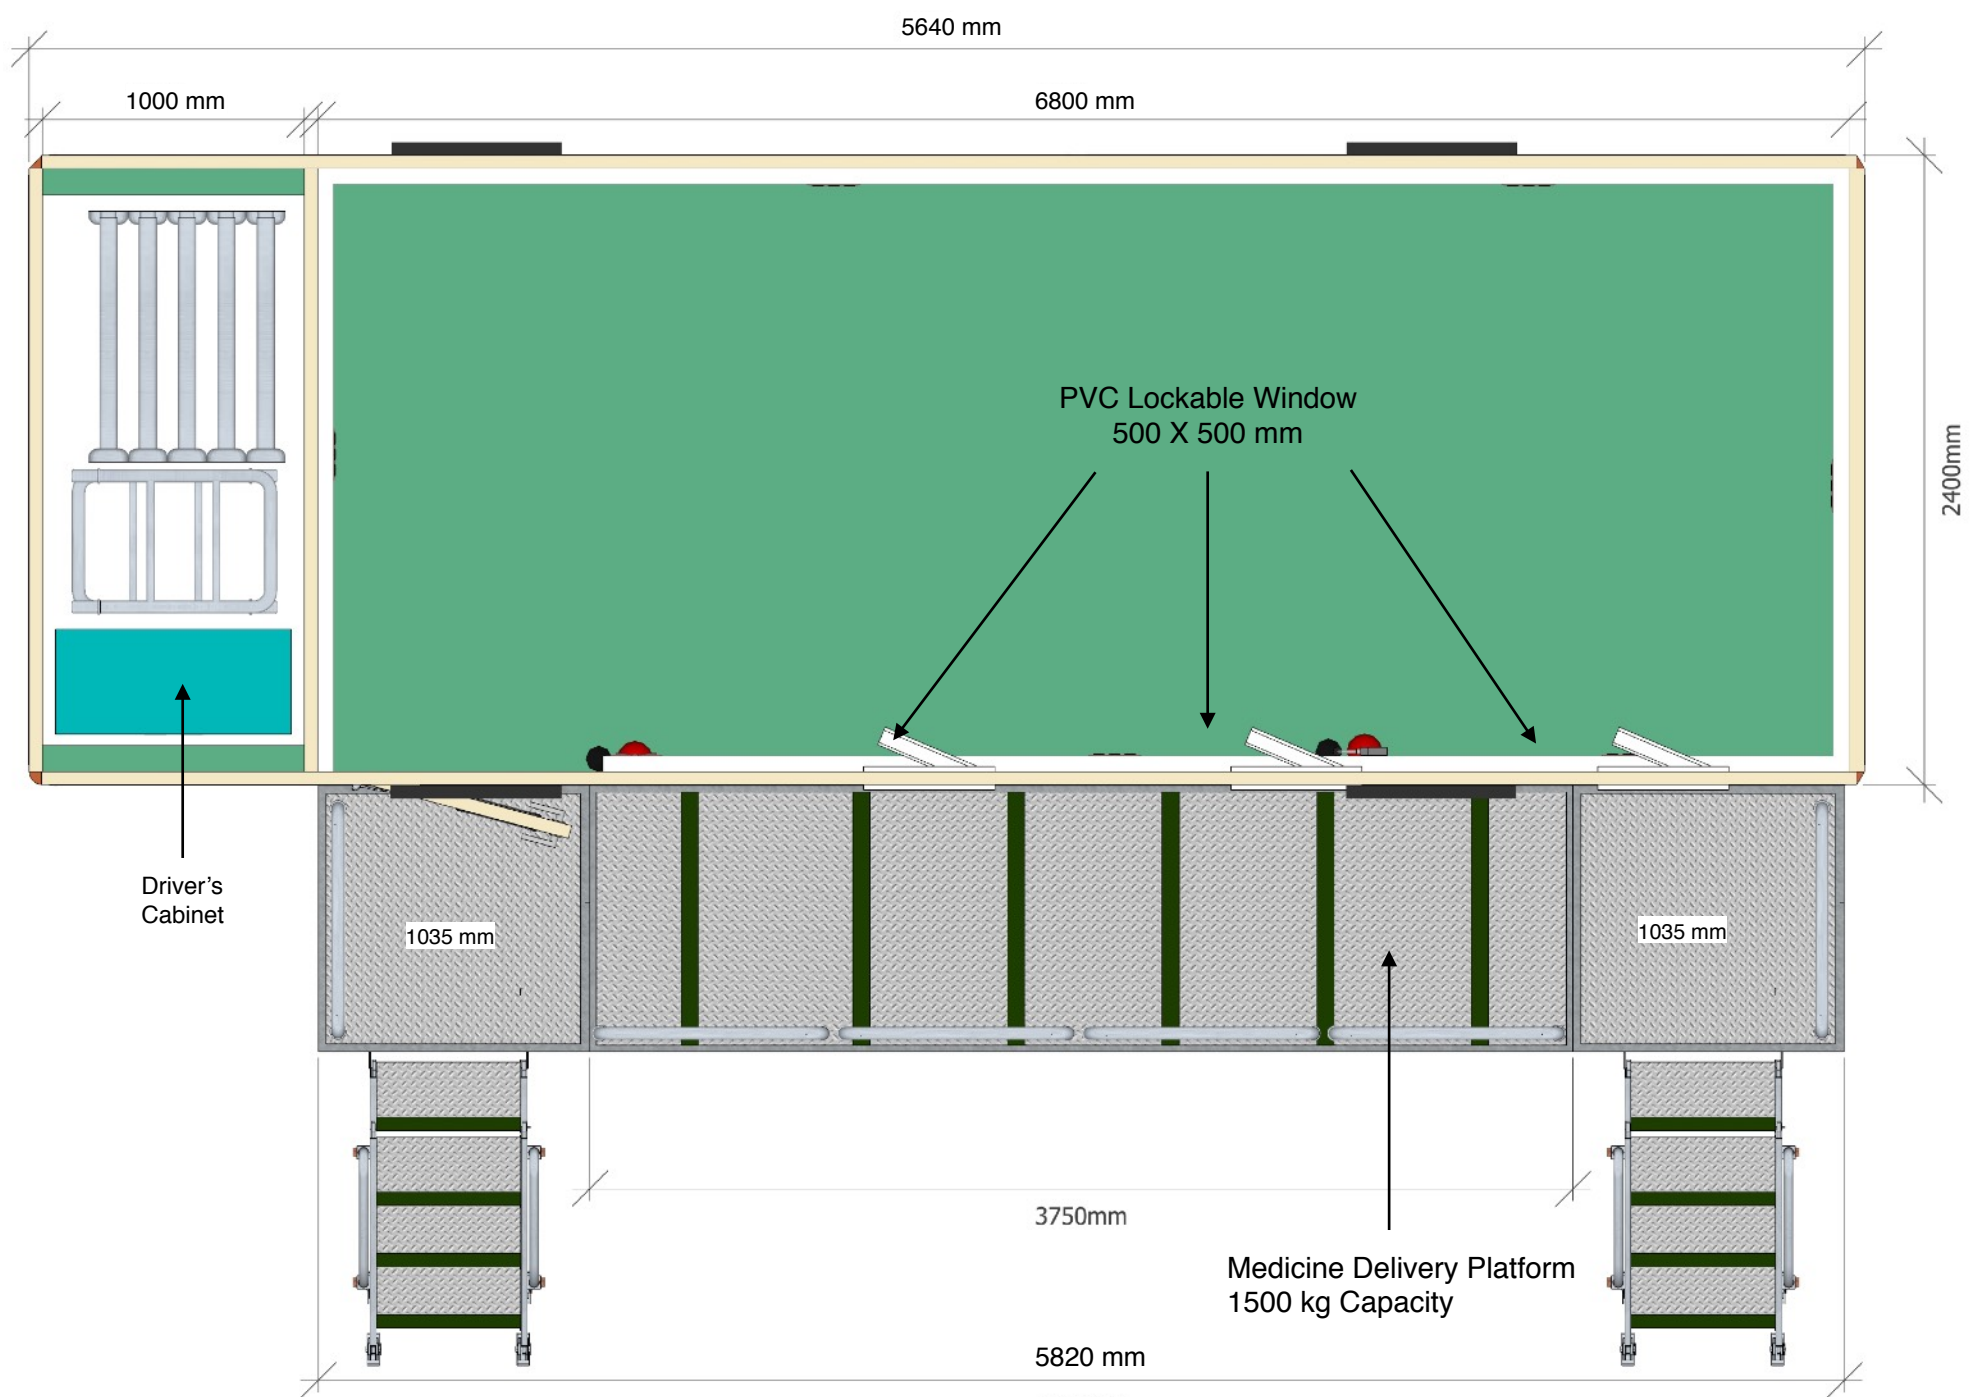 5640 mm
1000 mm
6800 mm
PVC Lockable Window
500 X 500 mm
2400mm
Driver’s
Cabinet
1035 mm
1035 mm
3750mm
Medicine Delivery Platform
1500 kg Capacity
5820 mm